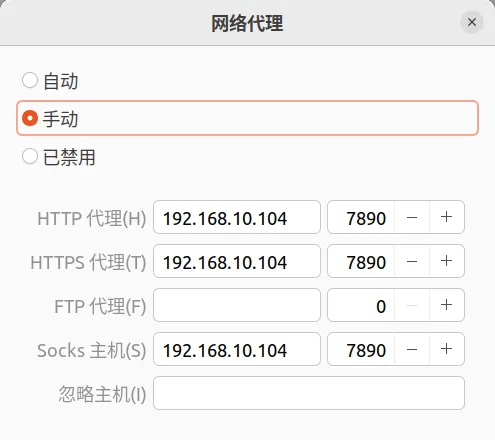 网络代理
自动
手动
已禁用
HTTP 代理(H) 192.168.10.104 7890 − +
HTTPS 代理(T) 192.168.10.104 7890 − +
FTP 代理(F) 0 − +
Socks 主机(S) 192.168.10.104 7890 − +
忽略主机(I)